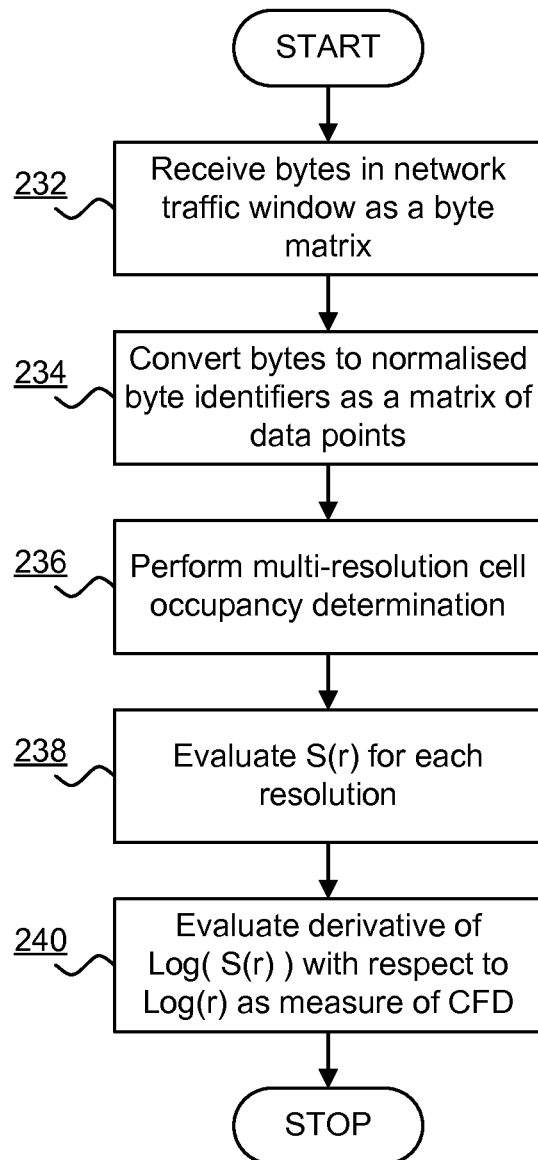 START
232
Receive bytes in network
traffic window as a byte
matrix
234
Convert bytes to normalised
byte identifiers as a matrix of
data points
236
Perform multi-resolution cell
occupancy determination
238
Evaluate S(r) for each
resolution
240
Evaluate derivative of
Log( S(r) ) with respect to
Log(r) as measure of CFD
STOP